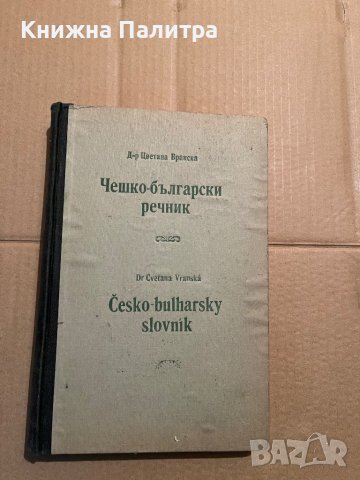 Книжна Палитра
Д-р Цветана Вранска
Чешко-български
речник
Dr Cvetana Vranská
Česko-bulharsky
slovník
BAZAR
bg